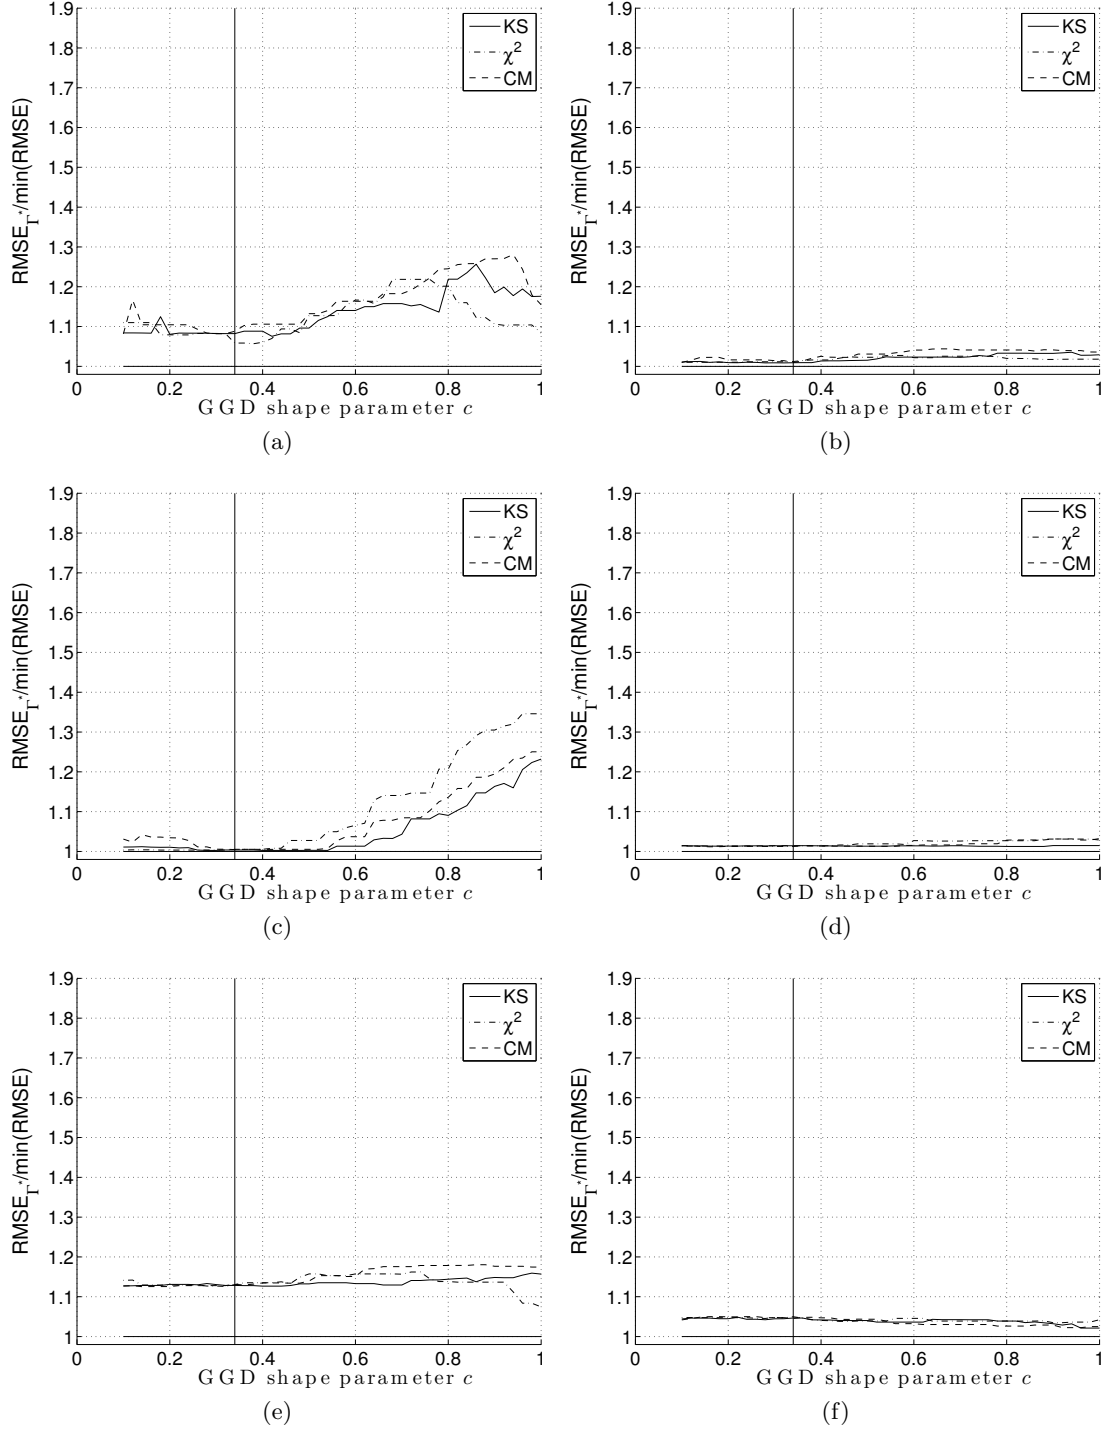 1.9
1.8
1.7
1.6
1.5
1.4
1.3
1.2
1.1
1
0
0.2
0.4
0.6
0.8
1
RMSE_Γ*/min(RMSE)
GGD shape parameter c
KS
χ²
CM
(a)
1.9
1.8
1.7
1.6
1.5
1.4
1.3
1.2
1.1
1
0
0.2
0.4
0.6
0.8
1
RMSE_Γ*/min(RMSE)
GGD shape parameter c
KS
χ²
CM
(b)
1.9
1.8
1.7
1.6
1.5
1.4
1.3
1.2
1.1
1
0
0.2
0.4
0.6
0.8
1
RMSE_Γ*/min(RMSE)
GGD shape parameter c
KS
χ²
CM
(c)
1.9
1.8
1.7
1.6
1.5
1.4
1.3
1.2
1.1
1
0
0.2
0.4
0.6
0.8
1
RMSE_Γ*/min(RMSE)
GGD shape parameter c
KS
χ²
CM
(d)
1.9
1.8
1.7
1.6
1.5
1.4
1.3
1.2
1.1
1
0
0.2
0.4
0.6
0.8
1
RMSE_Γ*/min(RMSE)
GGD shape parameter c
KS
χ²
CM
(e)
1.9
1.8
1.7
1.6
1.5
1.4
1.3
1.2
1.1
1
0
0.2
0.4
0.6
0.8
1
RMSE_Γ*/min(RMSE)
GGD shape parameter c
KS
χ²
CM
(f)